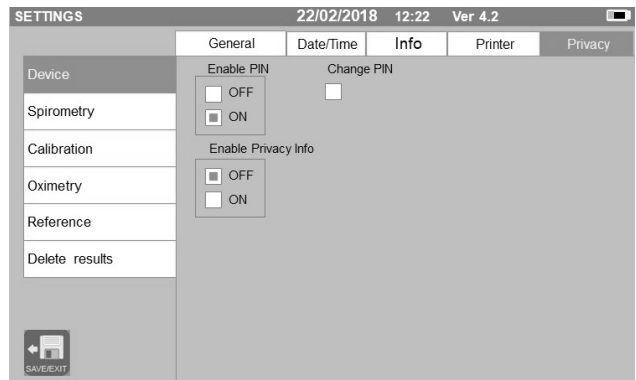 SETTINGS 22/02/2018 12:22 Ver 4.2
General Date/Time Info Printer Privacy
Device
Spirometry
Calibration
Oximetry
Reference
Delete results
Enable PIN Change PIN
OFF
ON
Enable Privacy Info
OFF
ON
SAVE/EXIT